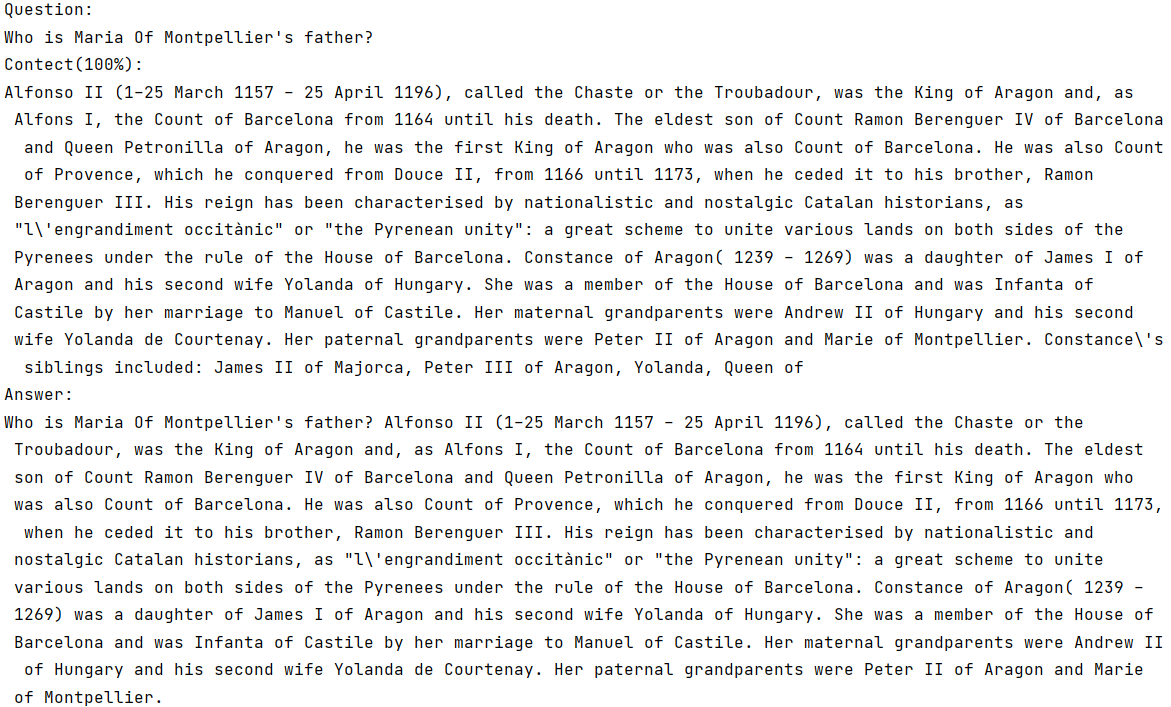 Question:
Who is Maria Of Montpellier's father?
Contect(100%):
Alfonso II (1–25 March 1157 – 25 April 1196), called the Chaste or the Troubadour, was the King of Aragon and, as
Alfons I, the Count of Barcelona from 1164 until his death. The eldest son of Count Ramon Berenguer IV of Barcelona
and Queen Petronilla of Aragon, he was the first King of Aragon who was also Count of Barcelona. He was also Count
of Provence, which he conquered from Douce II, from 1166 until 1173, when he ceded it to his brother, Ramon
Berenguer III. His reign has been characterised by nationalistic and nostalgic Catalan historians, as
"l\'engrandiment occitànic" or "the Pyrenean unity": a great scheme to unite various lands on both sides of the
Pyrenees under the rule of the House of Barcelona. Constance of Aragon( 1239 – 1269) was a daughter of James I of
Aragon and his second wife Yolanda of Hungary. She was a member of the House of Barcelona and was Infanta of
Castile by her marriage to Manuel of Castile. Her maternal grandparents were Andrew II of Hungary and his second
wife Yolanda de Courtenay. Her paternal grandparents were Peter II of Aragon and Marie of Montpellier. Constance\'s
siblings included: James II of Majorca, Peter III of Aragon, Yolanda, Queen of
Answer:
Who is Maria Of Montpellier's father? Alfonso II (1–25 March 1157 – 25 April 1196), called the Chaste or the
Troubadour, was the King of Aragon and, as Alfons I, the Count of Barcelona from 1164 until his death. The eldest
son of Count Ramon Berenguer IV of Barcelona and Queen Petronilla of Aragon, he was the first King of Aragon who
was also Count of Barcelona. He was also Count of Provence, which he conquered from Douce II, from 1166 until 1173,
when he ceded it to his brother, Ramon Berenguer III. His reign has been characterised by nationalistic and
nostalgic Catalan historians, as "l\'engrandiment occitànic" or "the Pyrenean unity": a great scheme to unite
various lands on both sides of the Pyrenees under the rule of the House of Barcelona. Constance of Aragon( 1239 –
1269) was a daughter of James I of Aragon and his second wife Yolanda of Hungary. She was a member of the House of
Barcelona and was Infanta of Castile by her marriage to Manuel of Castile. Her maternal grandparents were Andrew II
of Hungary and his second wife Yolanda de Courtenay. Her paternal grandparents were Peter II of Aragon and Marie
of Montpellier.